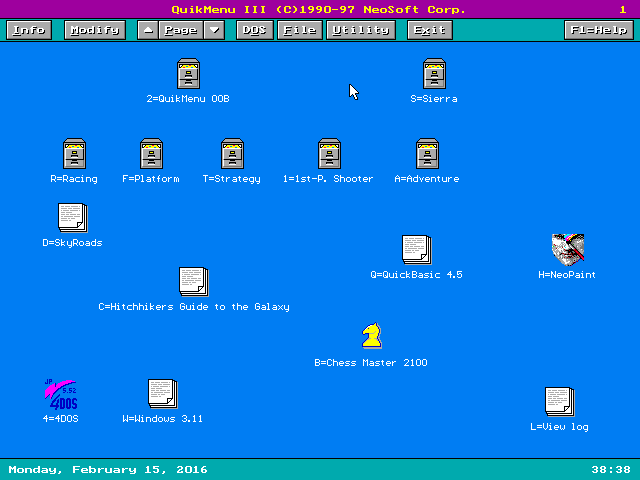 QuikMenu III (C)1990-97 NeoSoft Corp. 1
Info Modify Page DOS File Utility Exit F1=Help
2=QuikMenu OOB S=Sierra
R=Racing F=Platform T=Strategy 1=1st-P. Shooter A=Adventure
D=SkyRoads
Q=QuickBasic 4.5 H=NeoPaint
C=Hitchhikers Guide to the Galaxy
B=Chess Master 2100
JP 5.52
4DOS
4=4DOS W=Windows 3.11
L=View log
Monday, February 15, 2016 38:38